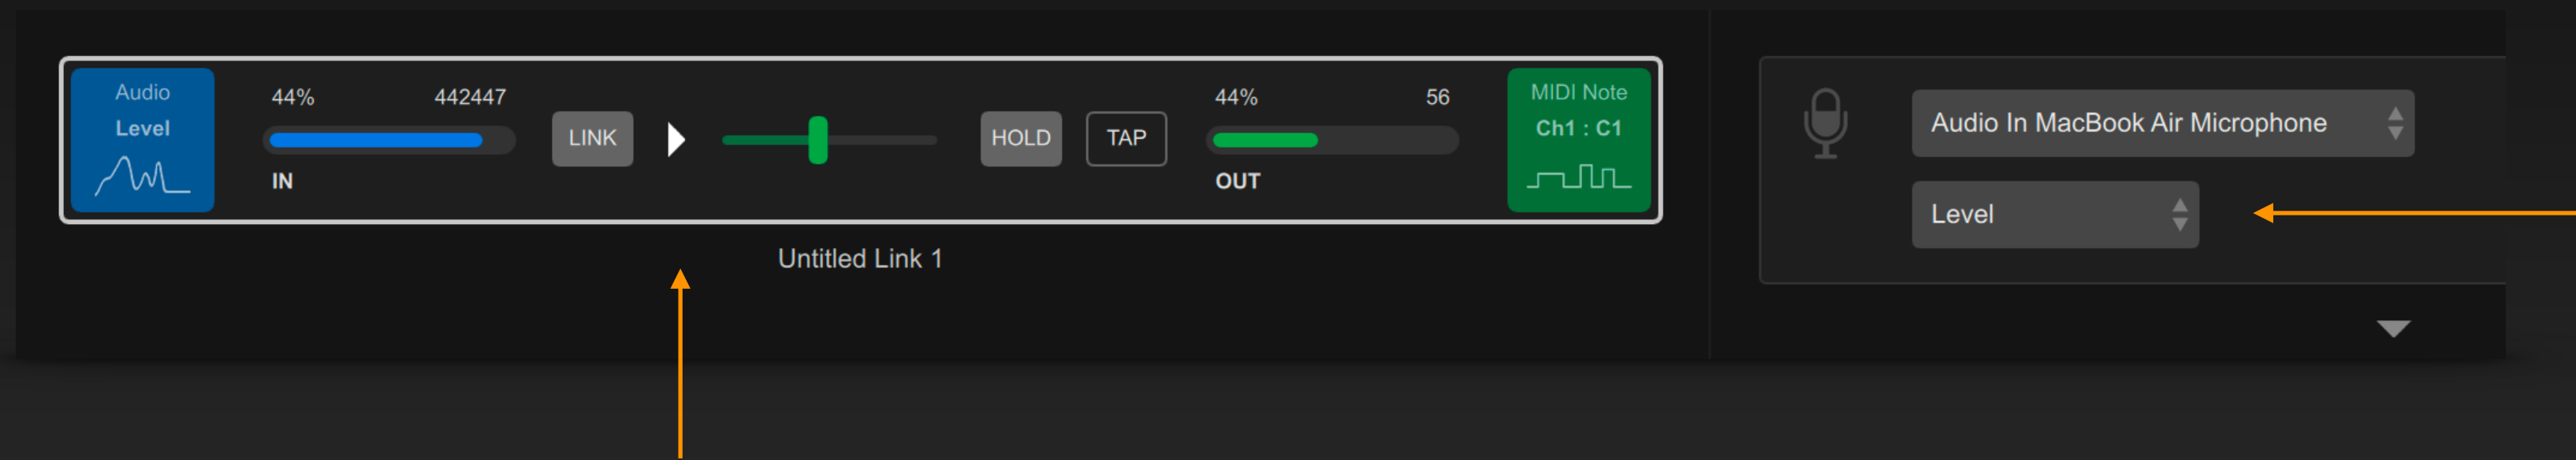 Audio
Level
44% 442447
IN
LINK
HOLD
TAP
44% 56
OUT
MIDI Note
Ch1 : C1
Untitled Link 1
Audio In MacBook Air Microphone
Level